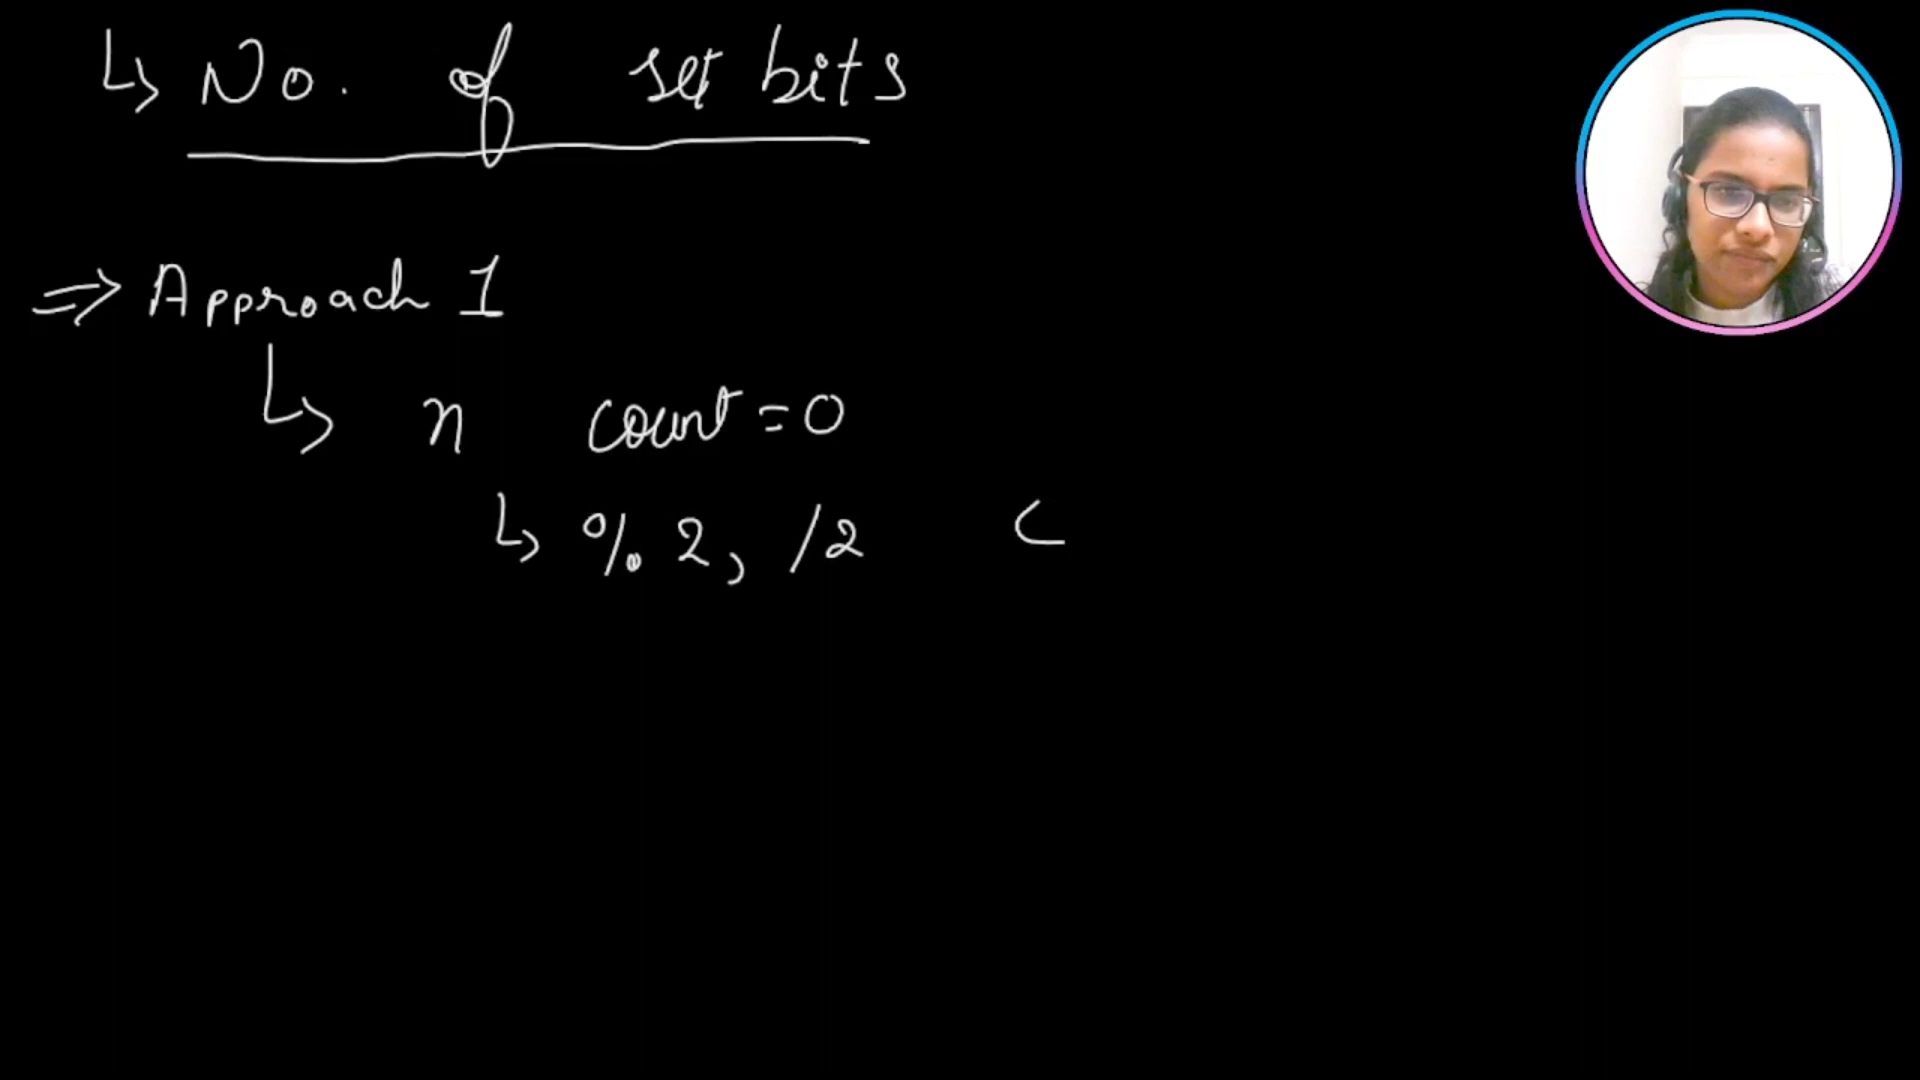 ↳ No. of set bits
⇒ Approach 1
↳ n count = 0
↳ % 2, /2 C